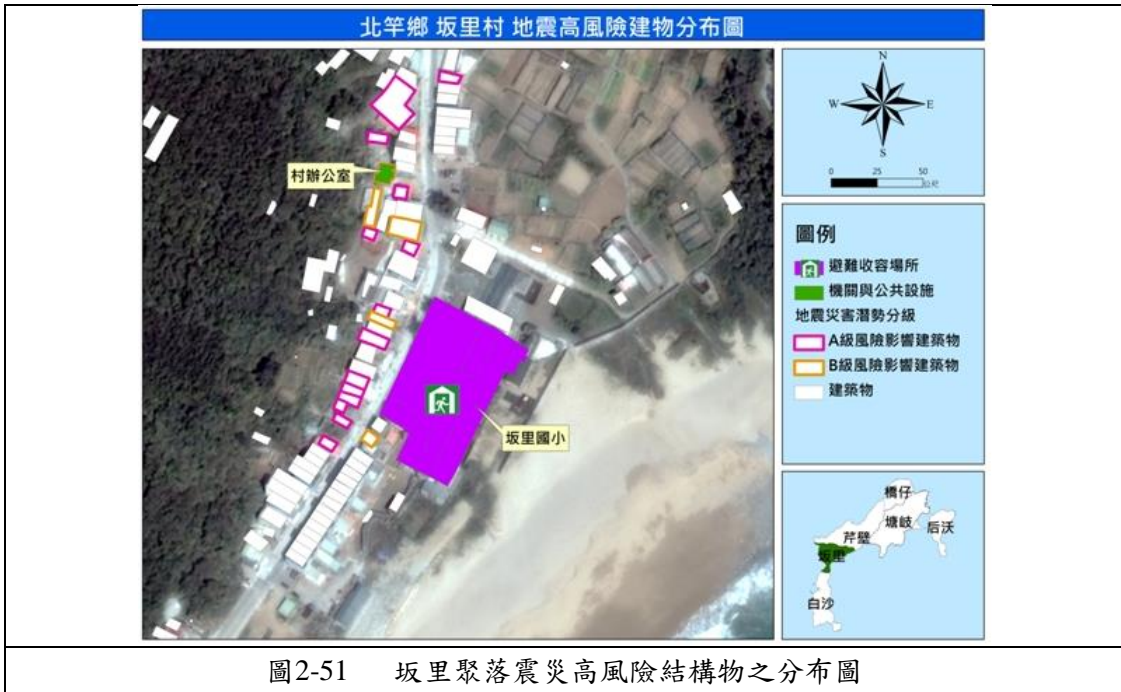 北竿鄉 坂里村 地震高風險建物分布圖
村辦公室
坂里國小
N
W
E
S
0 25 50
公尺
圖例
避難收容場所
機關與公共設施
地震災害潛勢分級
A級風險影響建築物
B級風險影響建築物
建築物
橋仔
塘岐
后沃
芹壁
坂里
白沙
圖2-51 坂里聚落震災高風險結構物之分布圖